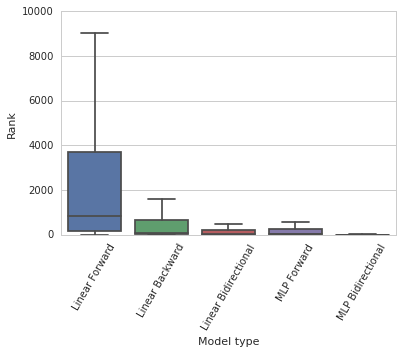 10000
8000
6000
4000
2000
0
Rank
Linear Forward
Linear Backward
Linear Bidirectional
MLP Forward
MLP Bidirectional
Model type